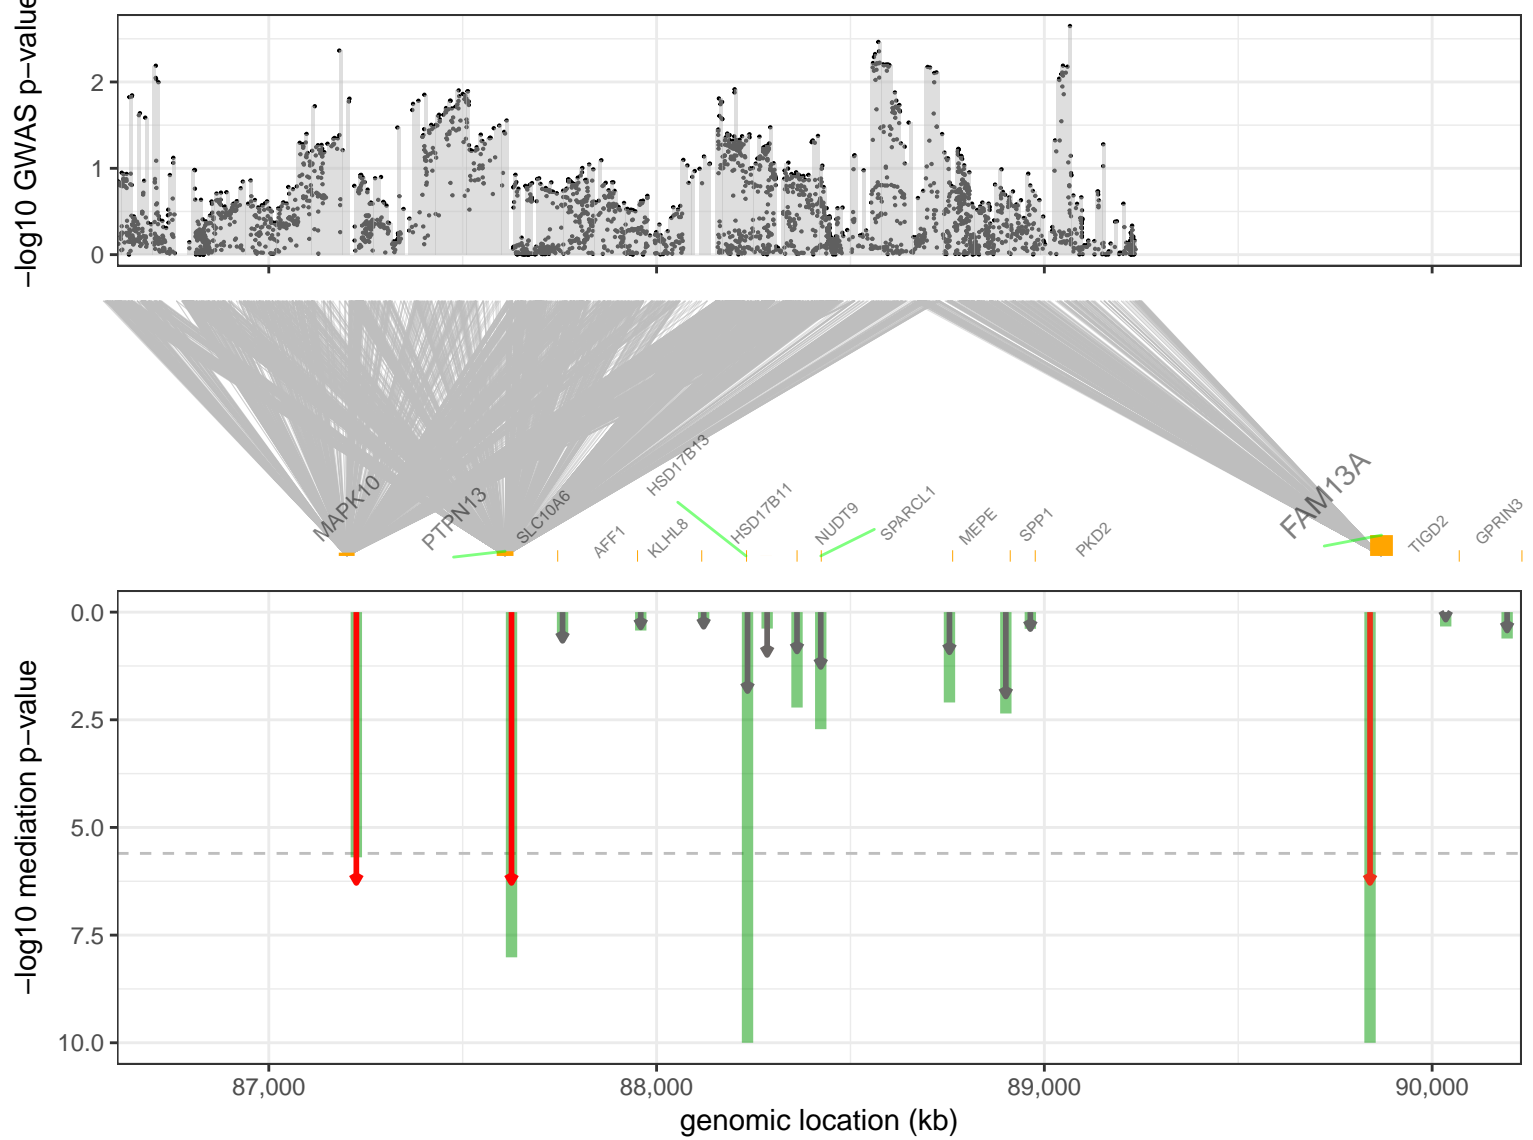 −log10 GWAS p−value
2
1
0
MAPK10
PTPN13
SLC10A6
AFF1
KLHL8
HSD17B13
HSD17B11
NUDT9
SPARCL1
MEPE
SPP1
PKD2
FAM13A
TIGD2
GPRIN3
−log10 mediation p−value
0.0
2.5
5.0
7.5
10.0
87,000
88,000
89,000
90,000
genomic location (kb)